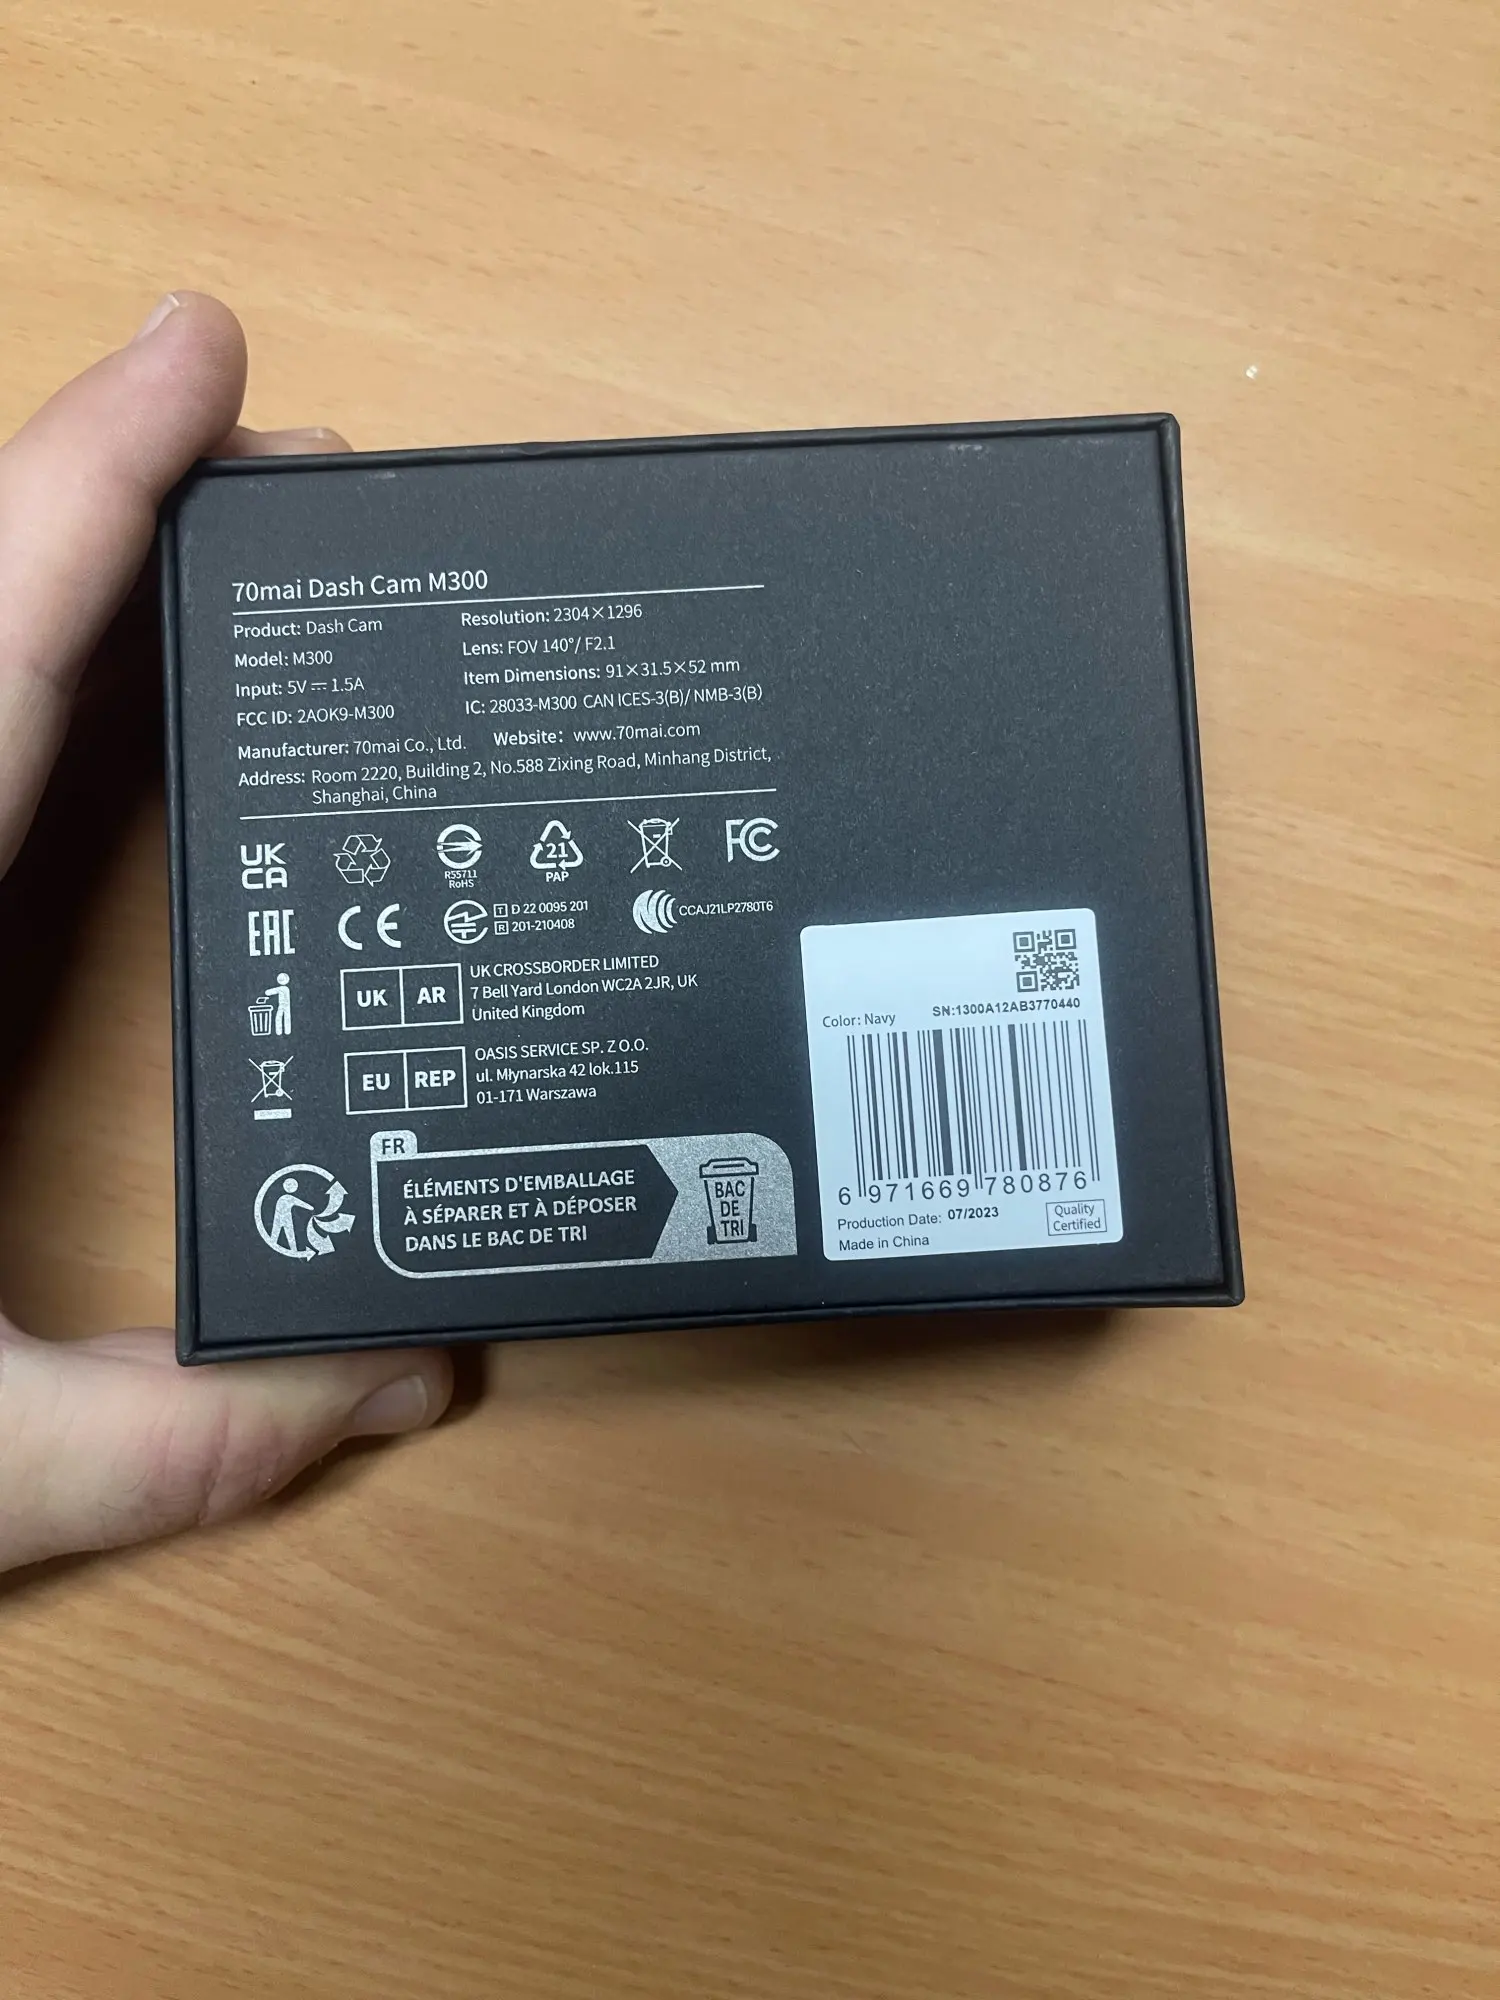 70mai Dash Cam M300
Product: Dash Cam
Model: M300
Input: 5V ⎓ 1.5A
FCC ID: 2AOK9-M300
Resolution: 2304×1296
Lens: FOV 140°/ F2.1
Item Dimensions: 91×31.5×52 mm
IC: 28033-M300 CAN ICES-3(B)/ NMB-3(B)
Manufacturer: 70mai Co., Ltd. Website: www.70mai.com
Address: Room 2220, Building 2, No.588 Zixing Road, Minhang District,
Shanghai, China
UK
CA
R55711
RoHS
21
PAP
FC
EAC
CE
T D 22 0095 201
R 201-210408
CCAJ21LP2780T6
UK AR
UK CROSSBORDER LIMITED
7 Bell Yard London WC2A 2JR, UK
United Kingdom
EU REP
OASIS SERVICE SP. Z O.O.
ul. Młynarska 42 lok.115
01-171 Warszawa
FR
ÉLÉMENTS D'EMBALLAGE
À SÉPARER ET À DÉPOSER
DANS LE BAC DE TRI
BAC
DE
TRI
SN:1300A12AB3770440
Color: Navy
6 971669 780876
Production Date: 07/2023
Made in China
Quality
Certified